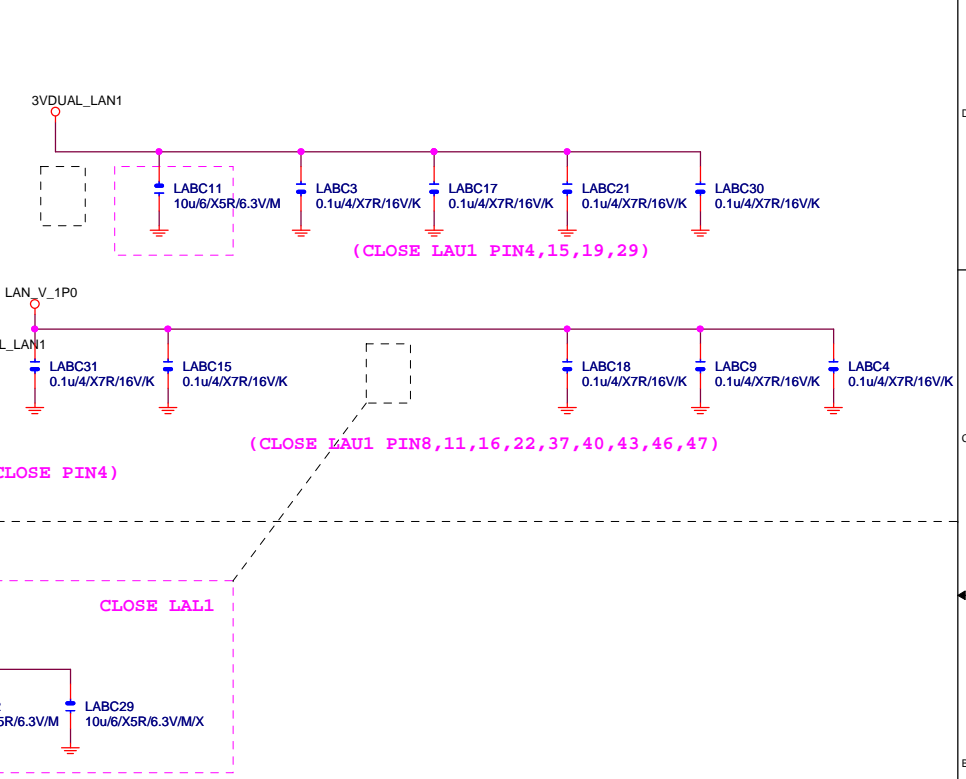 3VDUAL_LAN1
D
LABC11
10u/6/X5R/6.3V/M
LABC3
0.1u/4/X7R/16V/K
LABC17
0.1u/4/X7R/16V/K
LABC21
0.1u/4/X7R/16V/K
LABC30
0.1u/4/X7R/16V/K
(CLOSE LAU1 PIN4,15,19,29)
LAN_V_1P0
L_LAN1
LABC31
0.1u/4/X7R/16V/K
LABC15
0.1u/4/X7R/16V/K
LABC18
0.1u/4/X7R/16V/K
LABC9
0.1u/4/X7R/16V/K
LABC4
0.1u/4/X7R/16V/K
(CLOSE LAU1 PIN8,11,16,22,37,40,43,46,47)
CLOSE PIN4)
CLOSE LAL1
5R/6.3V/M
LABC29
10u/6/X5R/6.3V/M/X